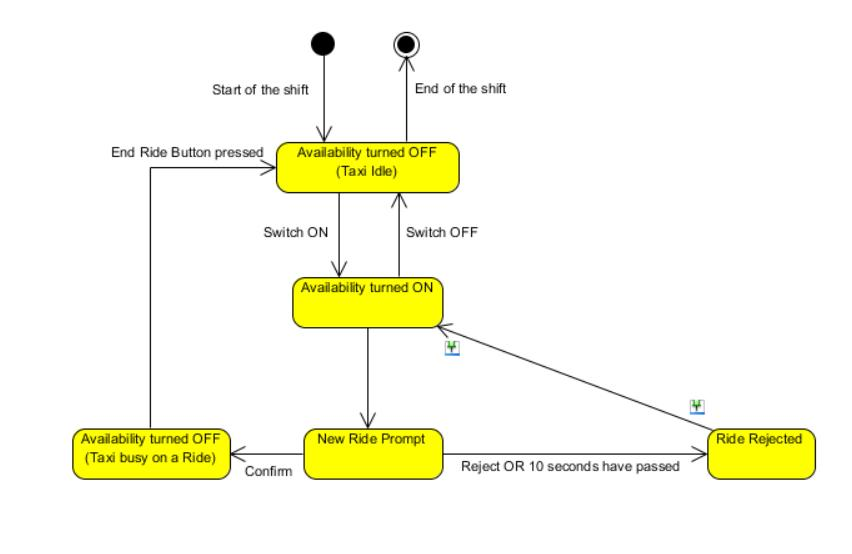 Start of the shift
End of the shift
End Ride Button pressed
Availability turned OFF
(Taxi Idle)
Switch ON
Switch OFF
Availability turned ON
Availability turned OFF
(Taxi busy on a Ride)
New Ride Prompt
Ride Rejected
Confirm
Reject OR 10 seconds have passed